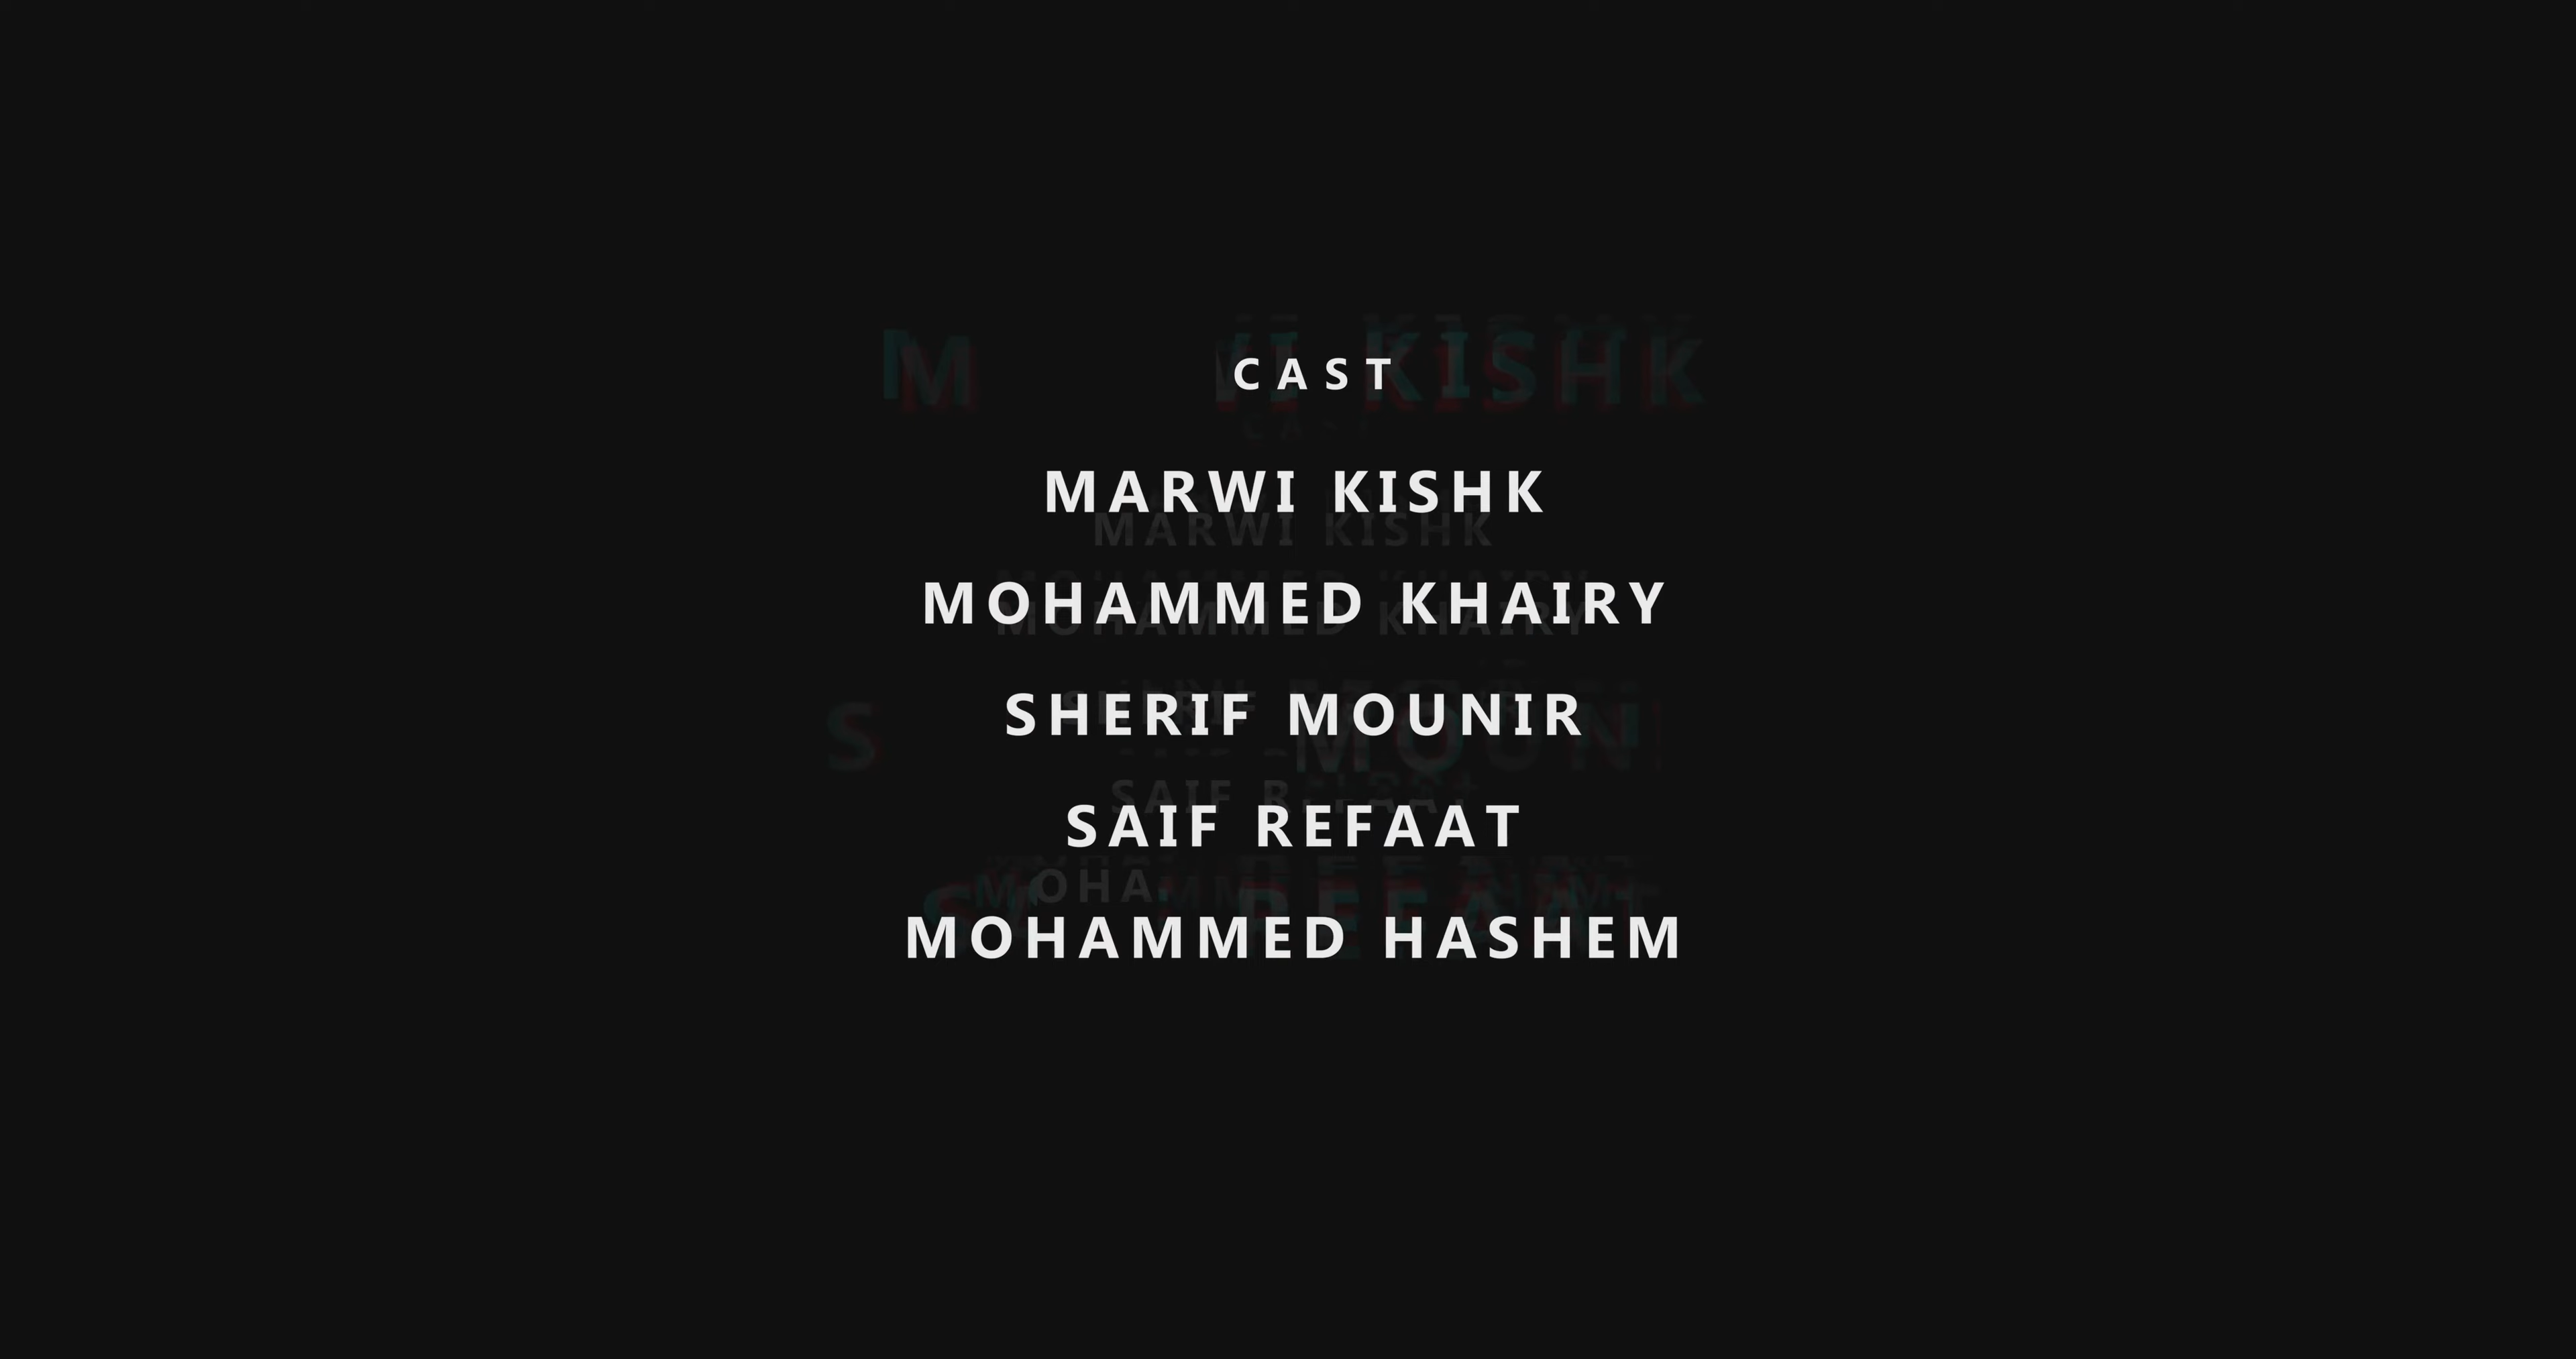 CAST
MARWI KISHK
MOHAMMED KHAIRY
SHERIF MOUNIR
SAIF REFAAT
MOHAMMED HASHEM